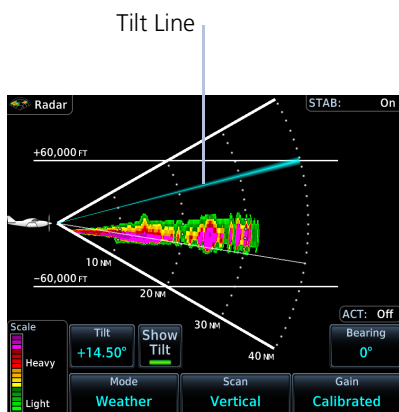 Tilt Line
Radar
STAB: On
+60,000 FT
10 NM
−60,000 FT
20 NM
30 NM
40 NM
ACT: Off
Scale
Heavy
Light
Tilt
+14.50°
Show
Tilt
Bearing
0°
Mode
Weather
Scan
Vertical
Gain
Calibrated